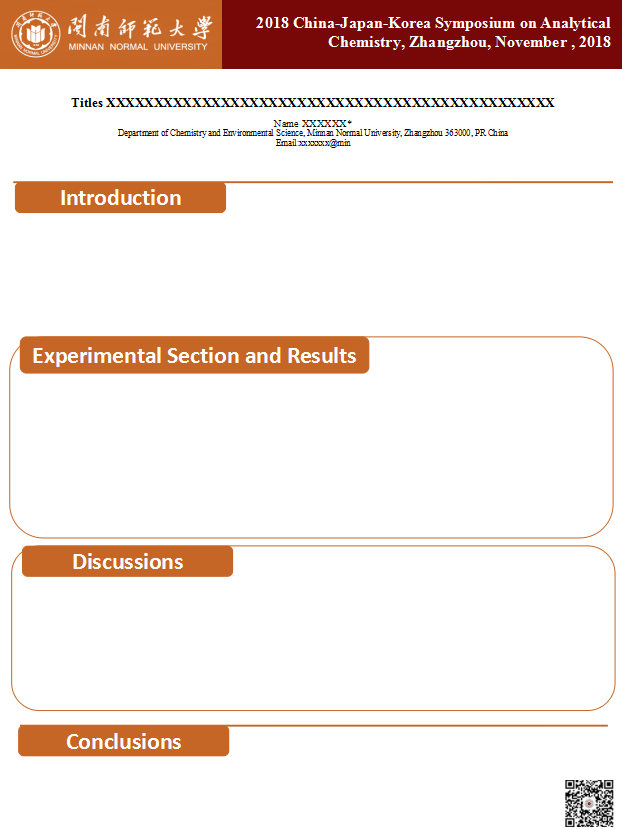 閩南師範大學
MINNAN NORMAL UNIVERSITY
2018 China-Japan-Korea Symposium on Analytical
Chemistry, Zhangzhou, November , 2018
Titles XXXXXXXXXXXXXXXXXXXXXXXXXXXXXXXXXXXXXXXXXXXXXXX
Name XXXXXX*
Department of Chemistry and Environmental Science, Minnan Normal University, Zhangzhou 363000, PR China
Email xxxxxxx@min
Introduction
Experimental Section and Results
Discussions
Conclusions